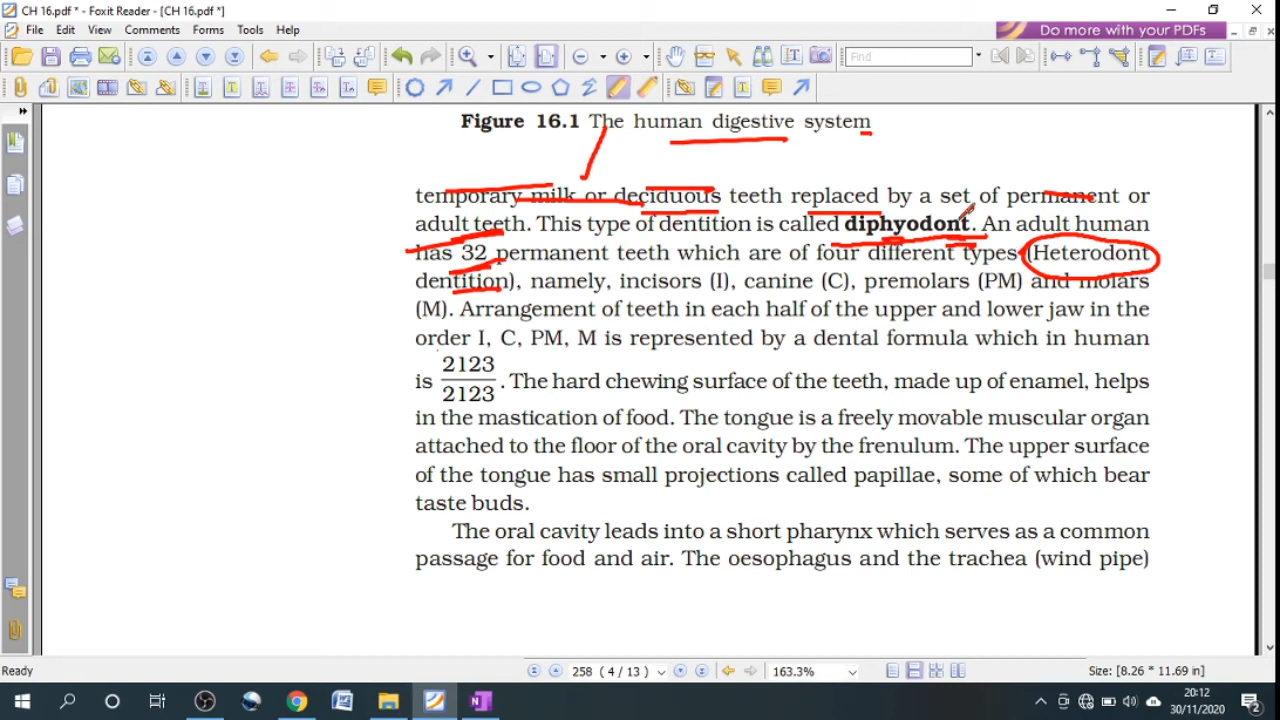 CH 16.pdf * - Foxit Reader - [CH 16.pdf *]
File Edit View Comments Forms Tools Help
Do more with your PDFs
Find
Figure 16.1 The human digestive system
temporary milk or deciduous teeth replaced by a set of permanent or
adult teeth. This type of dentition is called diphyodont. An adult human
has 32 permanent teeth which are of four different types (Heterodont
dentition), namely, incisors (I), canine (C), premolars (PM) and molars
(M). Arrangement of teeth in each half of the upper and lower jaw in the
order I, C, PM, M is represented by a dental formula which in human
2123
is . The hard chewing surface of the teeth, made up of enamel, helps
2123
in the mastication of food. The tongue is a freely movable muscular organ
attached to the floor of the oral cavity by the frenulum. The upper surface
of the tongue has small projections called papillae, some of which bear
taste buds.
The oral cavity leads into a short pharynx which serves as a common
passage for food and air. The oesophagus and the trachea (wind pipe)
Ready
258 ( 4 / 13 )
163.3%
Size: [8.26 * 11.69 in]
20:12
30/11/2020
2